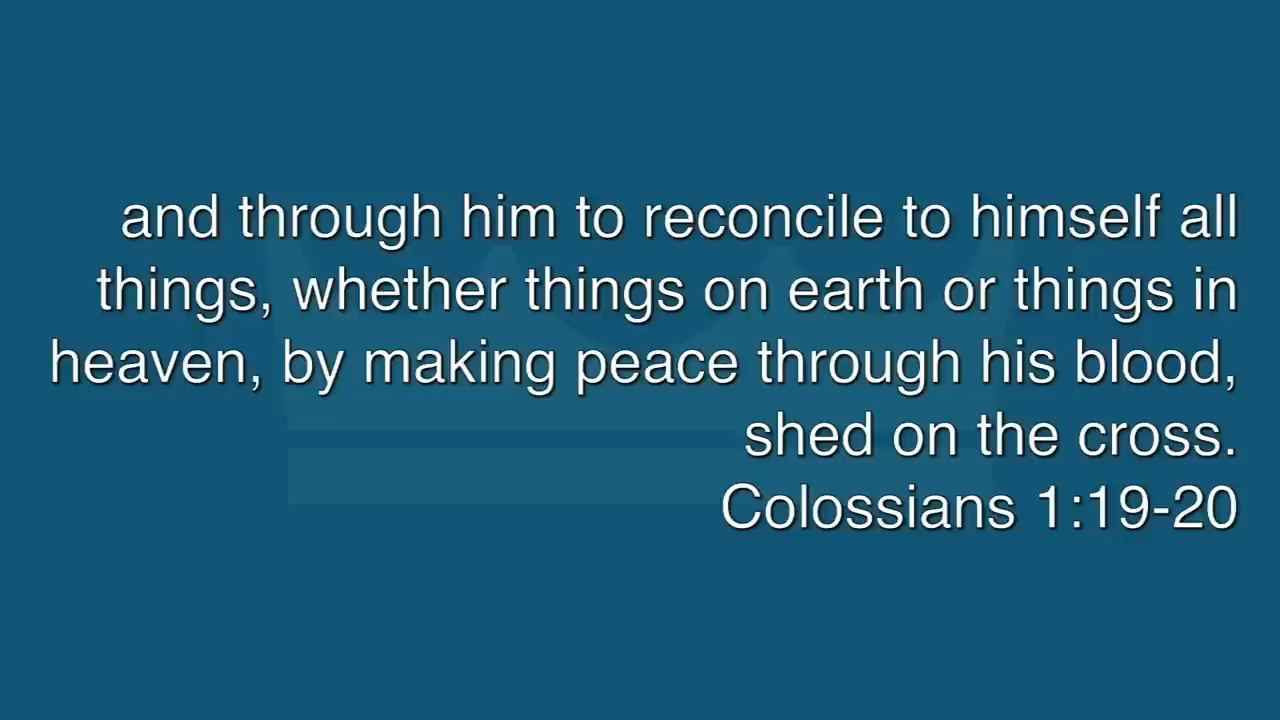 and through him to reconcile to himself all
things, whether things on earth or things in
heaven, by making peace through his blood,
shed on the cross.
Colossians 1:19-20